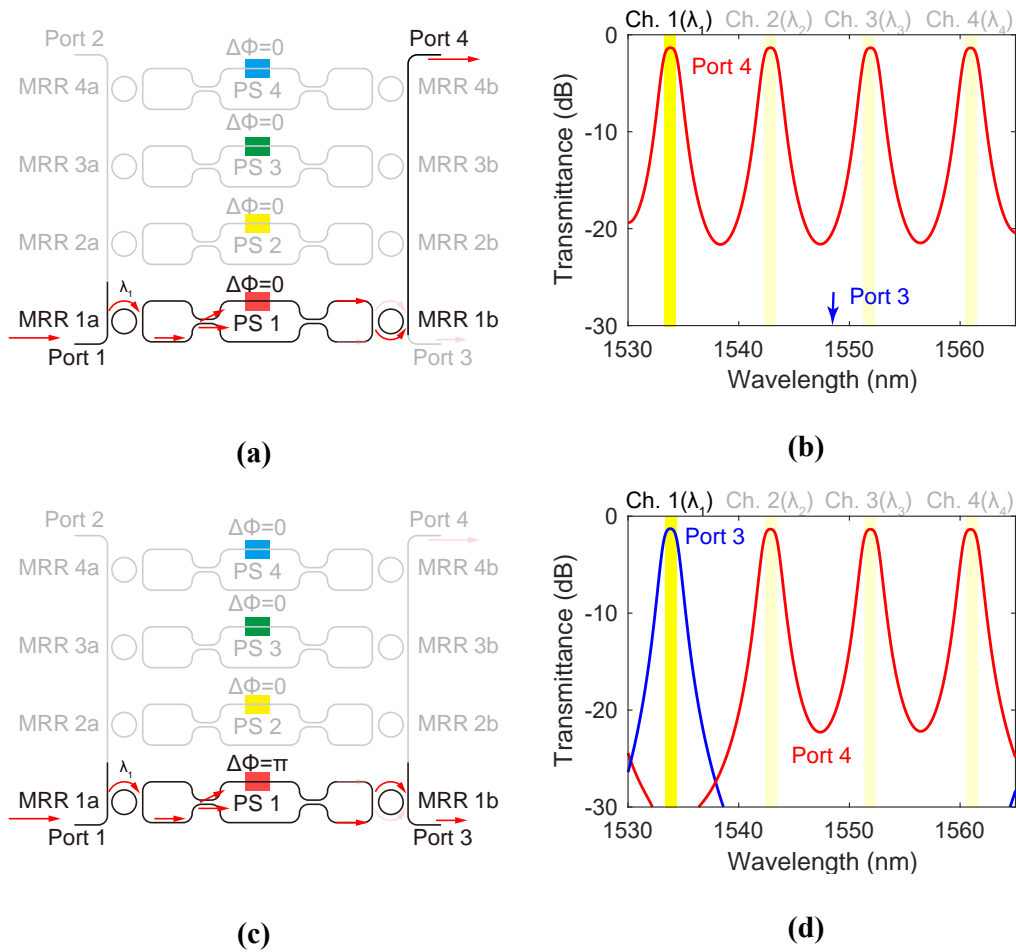 Port 2
Port 4
ΔΦ=0
MRR 4a
PS 4
MRR 4b
ΔΦ=0
MRR 3a
PS 3
MRR 3b
ΔΦ=0
MRR 2a
PS 2
MRR 2b
λ₁
ΔΦ=0
MRR 1a
PS 1
MRR 1b
Port 1
Port 3
(a)
Ch. 1(λ₁) Ch. 2(λ₂) Ch. 3(λ₃) Ch. 4(λ₄)
0
Port 4
-10
Transmittance (dB)
-20
Port 3
-30
1530 1540 1550 1560
Wavelength (nm)
(b)
Port 2
Port 4
ΔΦ=0
MRR 4a
PS 4
MRR 4b
ΔΦ=0
MRR 3a
PS 3
MRR 3b
ΔΦ=0
MRR 2a
PS 2
MRR 2b
λ₁
ΔΦ=π
MRR 1a
PS 1
MRR 1b
Port 1
Port 3
(c)
Ch. 1(λ₁) Ch. 2(λ₂) Ch. 3(λ₃) Ch. 4(λ₄)
0
Port 3
-10
Transmittance (dB)
-20
Port 4
-30
1530 1540 1550 1560
Wavelength (nm)
(d)